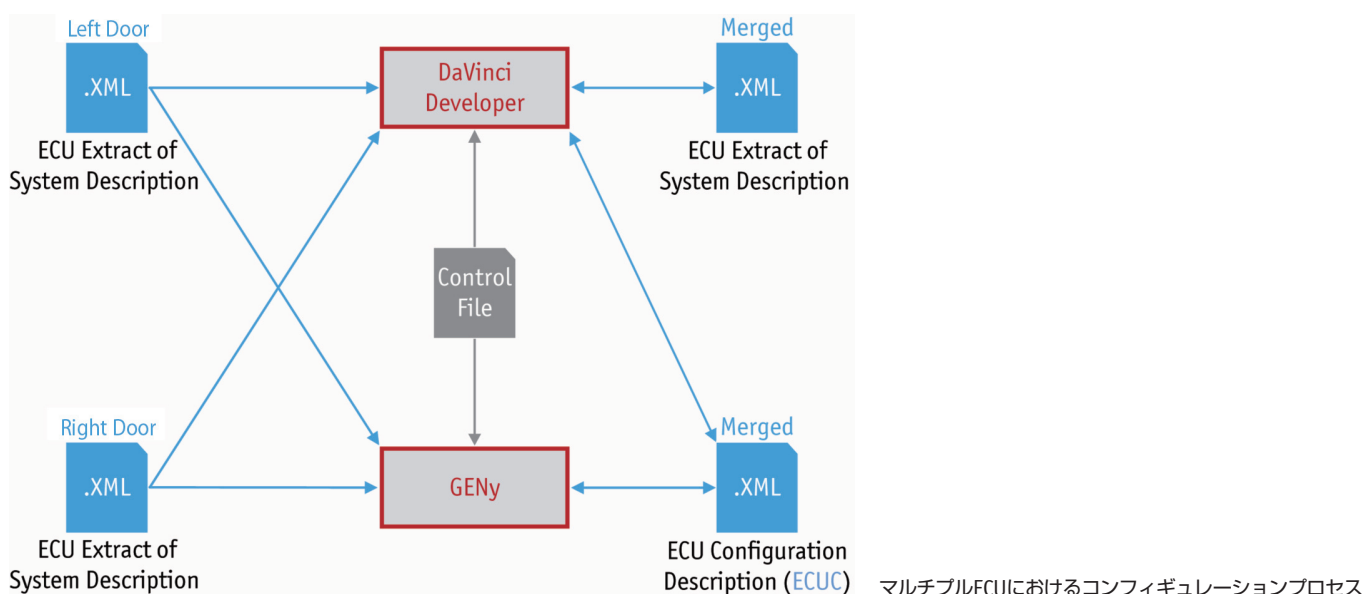 Left Door
.XML
ECU Extract of
System Description
DaVinci
Developer
Merged
.XML
ECU Extract of
System Description
Control
File
Right Door
.XML
ECU Extract of
System Description
GENy
Merged
.XML
ECU Configuration
Description (ECUC)
マルチプルECUにおけるコンフィギュレーションプロセス